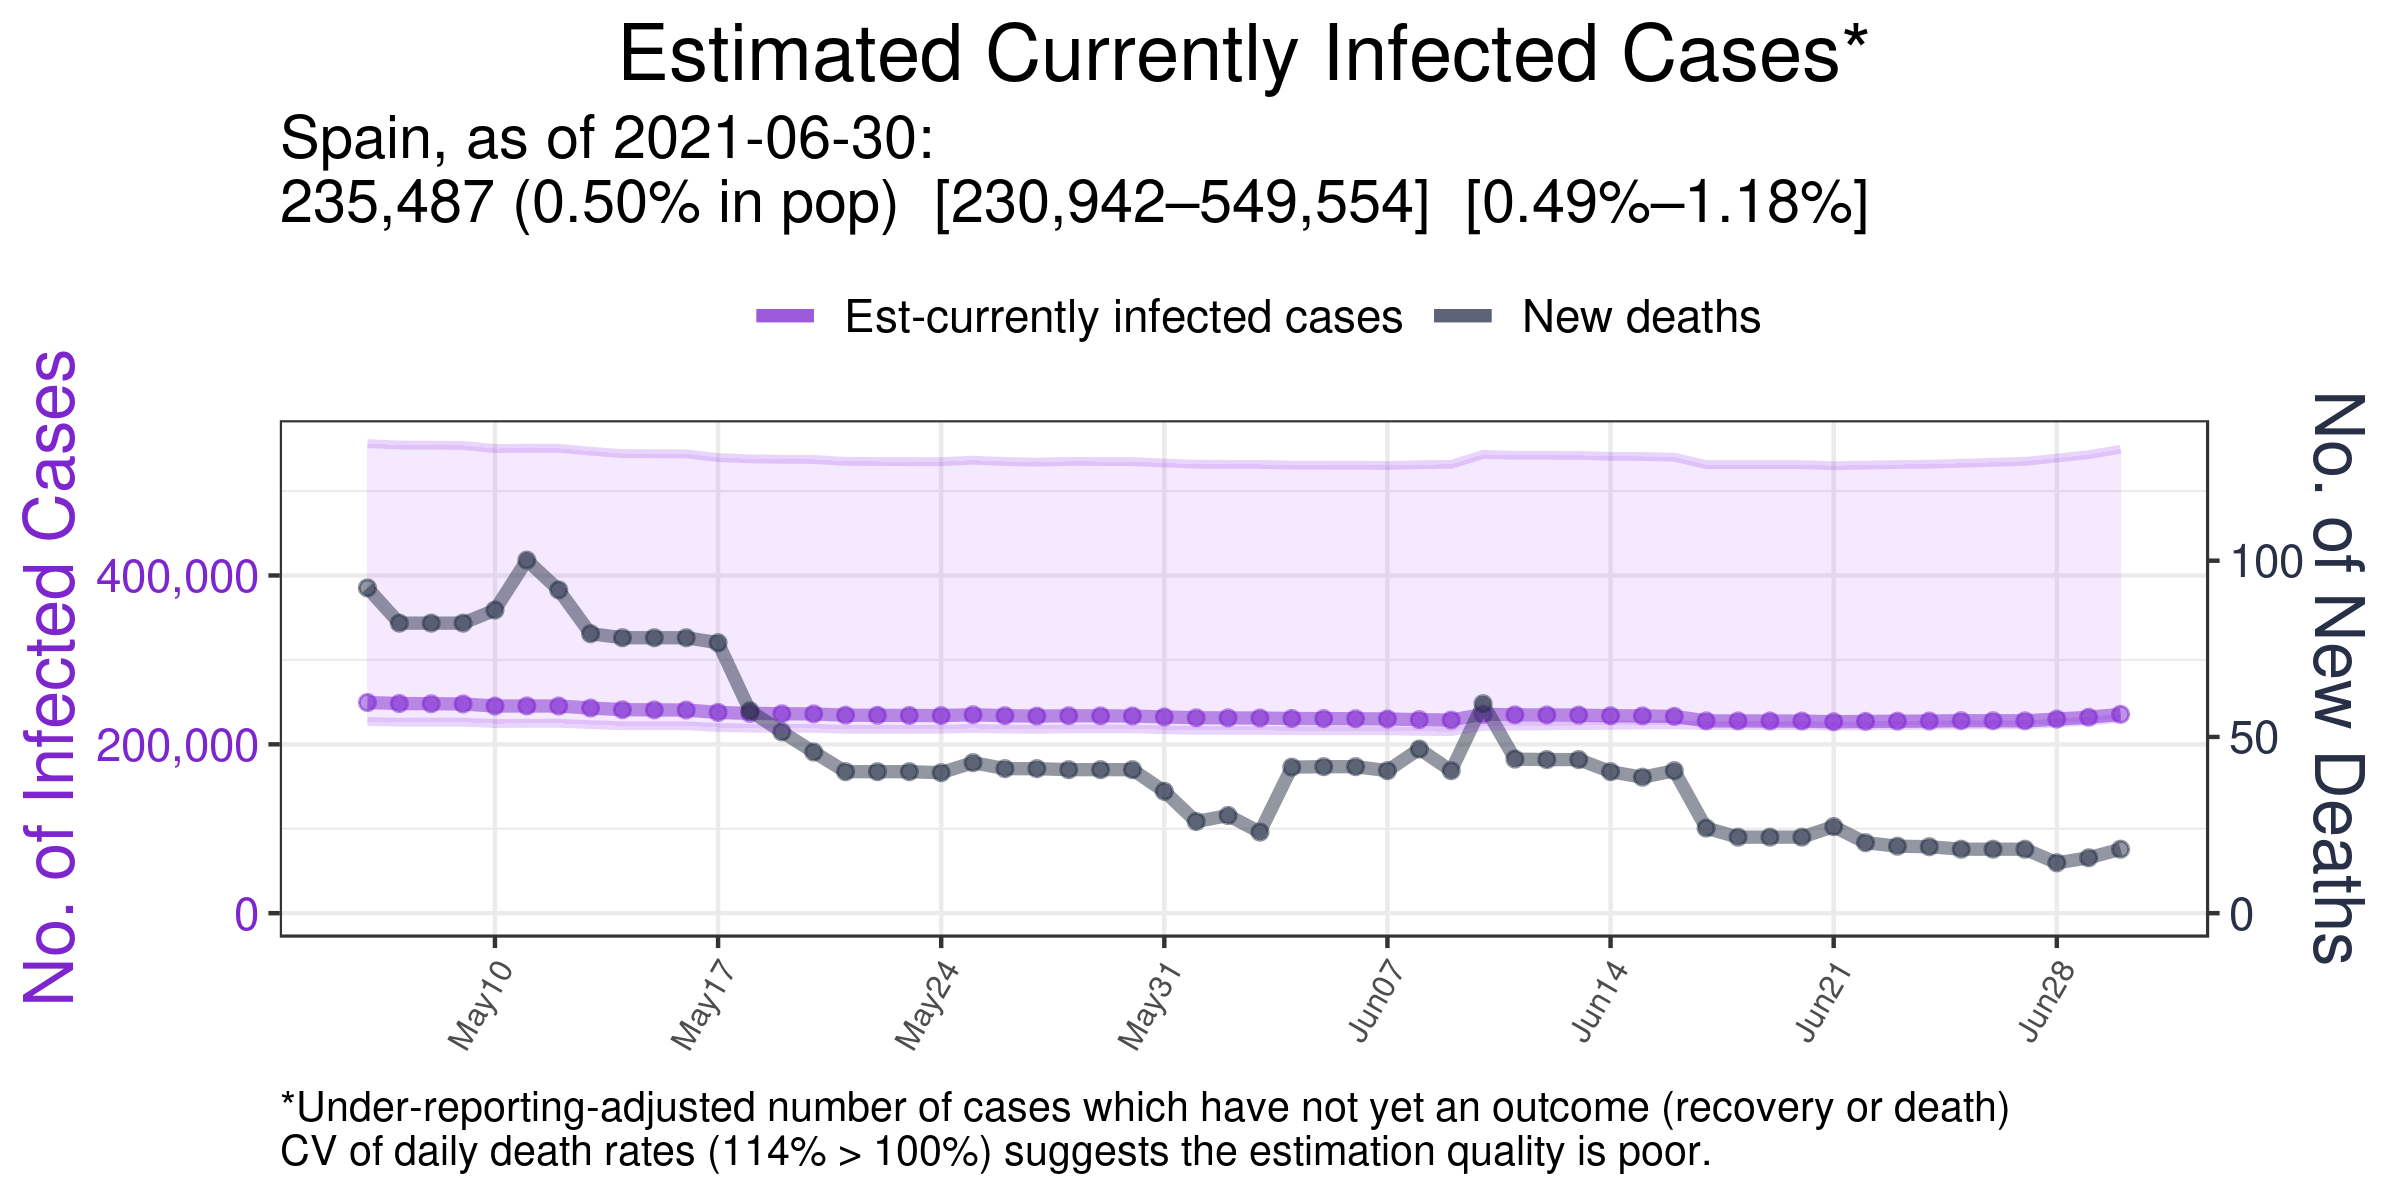 Estimated Currently Infected Cases*
Spain, as of 2021-06-30:
235,487 (0.50% in pop)  [230,942–549,554]  [0.49%–1.18%]
Est-currently infected cases
New deaths
No. of Infected Cases
400,000
200,000
0
No. of New Deaths
100
50
0
May10
May17
May24
May31
Jun07
Jun14
Jun21
Jun28
*Under-reporting-adjusted number of cases which have not yet an outcome (recovery or death)
CV of daily death rates (114% > 100%) suggests the estimation quality is poor.